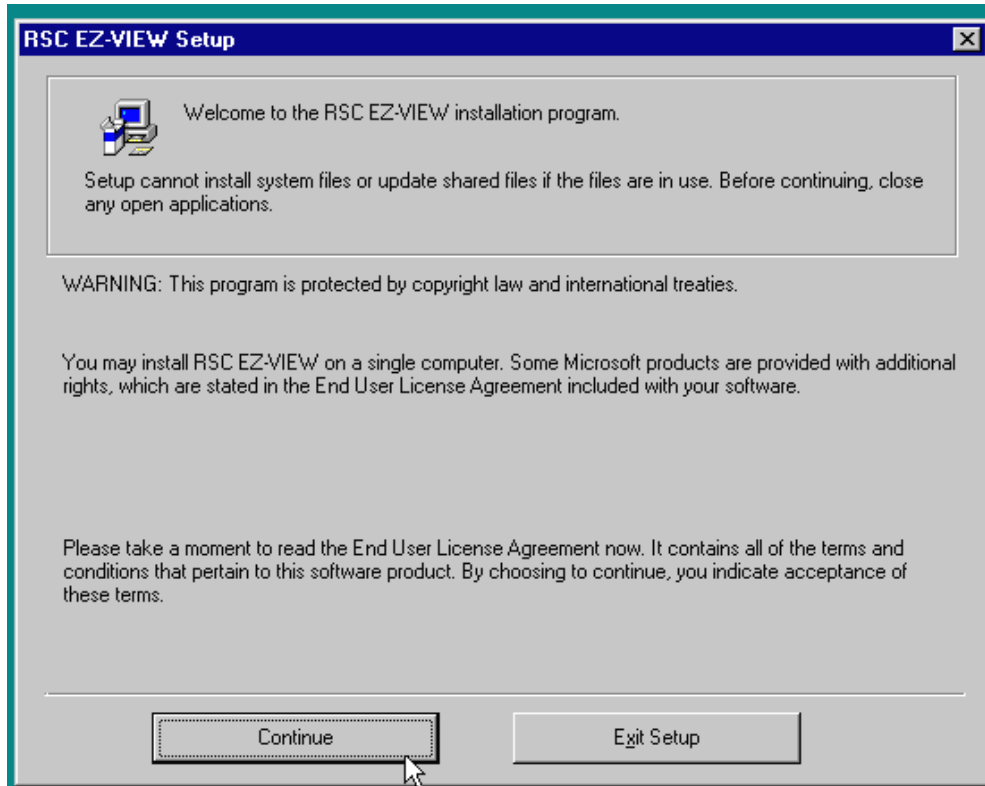 RSC EZ-VIEW Setup
Welcome to the RSC EZ-VIEW installation program.
Setup cannot install system files or update shared files if the files are in use. Before continuing, close
any open applications.
WARNING: This program is protected by copyright law and international treaties.
You may install RSC EZ-VIEW on a single computer. Some Microsoft products are provided with additional
rights, which are stated in the End User License Agreement included with your software.
Please take a moment to read the End User License Agreement now. It contains all of the terms and
conditions that pertain to this software product. By choosing to continue, you indicate acceptance of
these terms.
Continue
Exit Setup